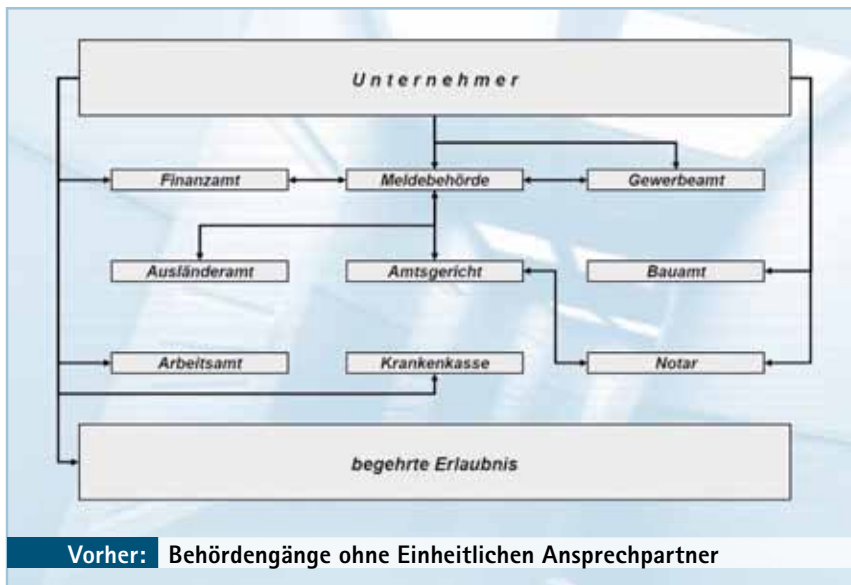 Unternehmer
Finanzamt Meldebehörde Gewerbeamt
Ausländeramt Amtsgericht Bauamt
Arbeitsamt Krankenkasse Notar
begehrte Erlaubnis
Vorher: Behördengänge ohne Einheitlichen Ansprechpartner